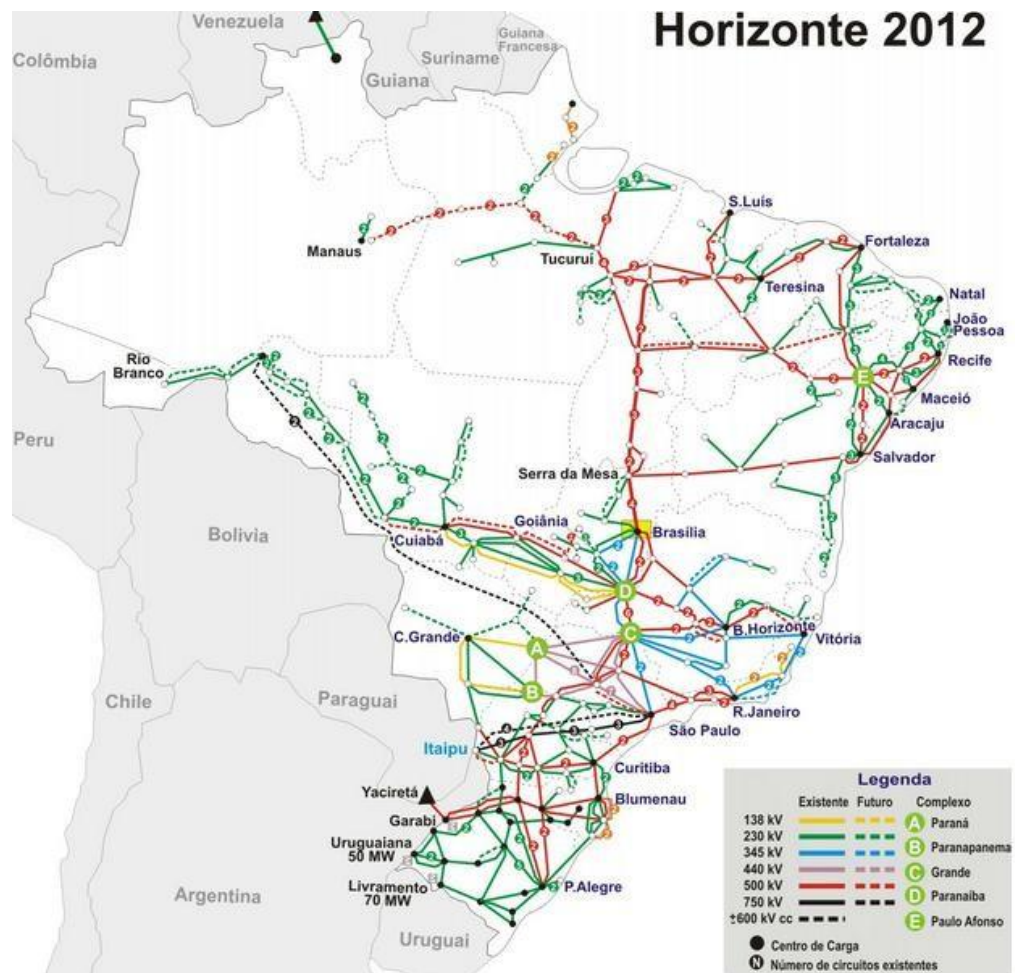 Horizonte 2012
Venezuela
Colômbia
Guiana
Suriname
Guiana
Francesa
S.Luís
Manaus
Tucuruí
Fortaleza
Teresina
Natal
João
Pessoa
Rio
Branco
Recife
E
Maceió
Aracaju
Peru
Salvador
Serra da Mesa
Bolivia
Goiânia
Brasília
Cuiabá
D
C.Grande
A
C
B.Horizonte
Vitória
B
Chile
Paraguai
R.Janeiro
São Paulo
Itaipu
Curitiba
Yaciretá
Blumenau
Garabi
Uruguaiana
50 MW
Livramento
70 MW
P.Alegre
Argentina
Uruguai
Legenda
Existente Futuro Complexo
138 kV A Paraná
230 kV B Paranapanema
345 kV
440 kV C Grande
500 kV D Paranaíba
750 kV E Paulo Afonso
±600 kV cc
Centro de Carga
N Número de circuitos existentes